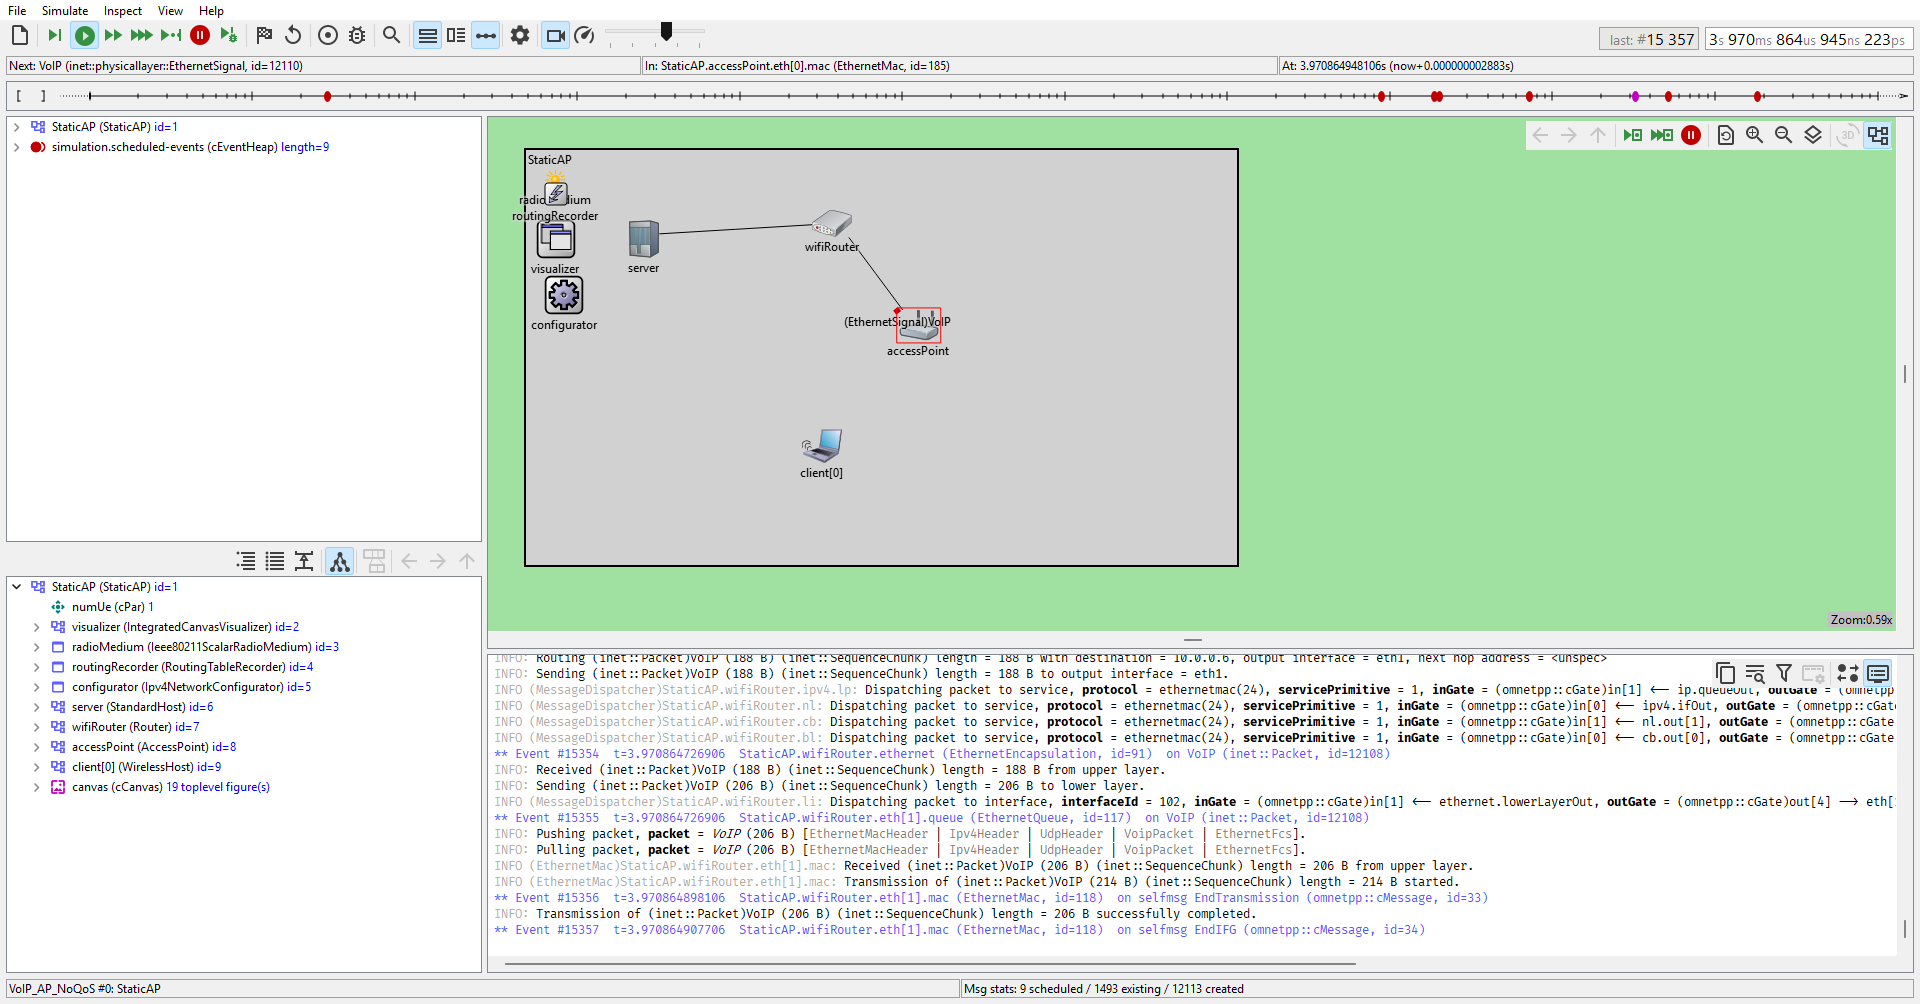 File Simulate Inspect View Help
last: #15 357
3s 970ms 864us 945ns 223ps
Next: VoIP (inet::physicallayer::EthernetSignal, id=12110)
In: StaticAP.accessPoint.eth[0].mac (EthernetMac, id=185)
At: 3.970864948106s (now+0.000000002883s)
[ ]
StaticAP (StaticAP) id=1
simulation.scheduled-events (cEventHeap) length=9
StaticAP
routingRecorder
visualizer
configurator
server
wifiRouter
(EthernetSignal)VoIP
accessPoint
client[0]
3D
Zoom:0.59x
StaticAP (StaticAP) id=1
numUe (cPar) 1
visualizer (IntegratedCanvasVisualizer) id=2
radioMedium (Ieee80211ScalarRadioMedium) id=3
routingRecorder (RoutingTableRecorder) id=4
configurator (Ipv4NetworkConfigurator) id=5
server (StandardHost) id=6
wifiRouter (Router) id=7
accessPoint (AccessPoint) id=8
client[0] (WirelessHost) id=9
canvas (cCanvas) 19 toplevel figure(s)
INFO: Routing (inet::Packet)VoIP (188 B) (inet::SequenceChunk) length = 188 B with destination = 10.0.0.6, output interface = eth1, next hop address = <unspec>
INFO: Sending (inet::Packet)VoIP (188 B) (inet::SequenceChunk) length = 188 B to output interface = eth1.
INFO (MessageDispatcher)StaticAP.wifiRouter.ipv4.lp: Dispatching packet to service, protocol = ethernetmac(24), servicePrimitive = 1, inGate = (omnetpp::cGate)in[1] <-- ip.queueOut, outGate = (omnetpp
INFO (MessageDispatcher)StaticAP.wifiRouter.nl: Dispatching packet to service, protocol = ethernetmac(24), servicePrimitive = 1, inGate = (omnetpp::cGate)in[0] <-- ipv4.ifOut, outGate = (omnetpp::cGate
INFO (MessageDispatcher)StaticAP.wifiRouter.cb: Dispatching packet to service, protocol = ethernetmac(24), servicePrimitive = 1, inGate = (omnetpp::cGate)in[1] <-- nl.out[1], outGate = (omnetpp::cGate
INFO (MessageDispatcher)StaticAP.wifiRouter.bl: Dispatching packet to service, protocol = ethernetmac(24), servicePrimitive = 1, inGate = (omnetpp::cGate)in[0] <-- cb.out[0], outGate = (omnetpp::cGate
** Event #15354 t=3.970864726906 StaticAP.wifiRouter.ethernet (EthernetEncapsulation, id=91) on VoIP (inet::Packet, id=12108)
INFO: Received (inet::Packet)VoIP (188 B) (inet::SequenceChunk) length = 188 B from upper layer.
INFO: Sending (inet::Packet)VoIP (206 B) (inet::SequenceChunk) length = 206 B to lower layer.
INFO (MessageDispatcher)StaticAP.wifiRouter.li: Dispatching packet to interface, interfaceId = 102, inGate = (omnetpp::cGate)in[1] <-- ethernet.lowerLayerOut, outGate = (omnetpp::cGate)out[4] --> eth[
** Event #15355 t=3.970864726906 StaticAP.wifiRouter.eth[1].queue (EthernetQueue, id=117) on VoIP (inet::Packet, id=12108)
INFO: Pushing packet, packet = VoIP (206 B) [EthernetMacHeader | Ipv4Header | UdpHeader | VoipPacket | EthernetFcs].
INFO: Pulling packet, packet = VoIP (206 B) [EthernetMacHeader | Ipv4Header | UdpHeader | VoipPacket | EthernetFcs].
INFO (EthernetMac)StaticAP.wifiRouter.eth[1].mac: Received (inet::Packet)VoIP (206 B) (inet::SequenceChunk) length = 206 B from upper layer.
INFO (EthernetMac)StaticAP.wifiRouter.eth[1].mac: Transmission of (inet::Packet)VoIP (214 B) (inet::SequenceChunk) length = 214 B started.
** Event #15356 t=3.970864898106 StaticAP.wifiRouter.eth[1].mac (EthernetMac, id=118) on selfmsg EndTransmission (omnetpp::cMessage, id=33)
INFO: Transmission of (inet::Packet)VoIP (206 B) (inet::SequenceChunk) length = 206 B successfully completed.
** Event #15357 t=3.970864907706 StaticAP.wifiRouter.eth[1].mac (EthernetMac, id=118) on selfmsg EndIFG (omnetpp::cMessage, id=34)
VoIP_AP_NoQoS #0: StaticAP
Msg stats: 9 scheduled / 1493 existing / 12113 created